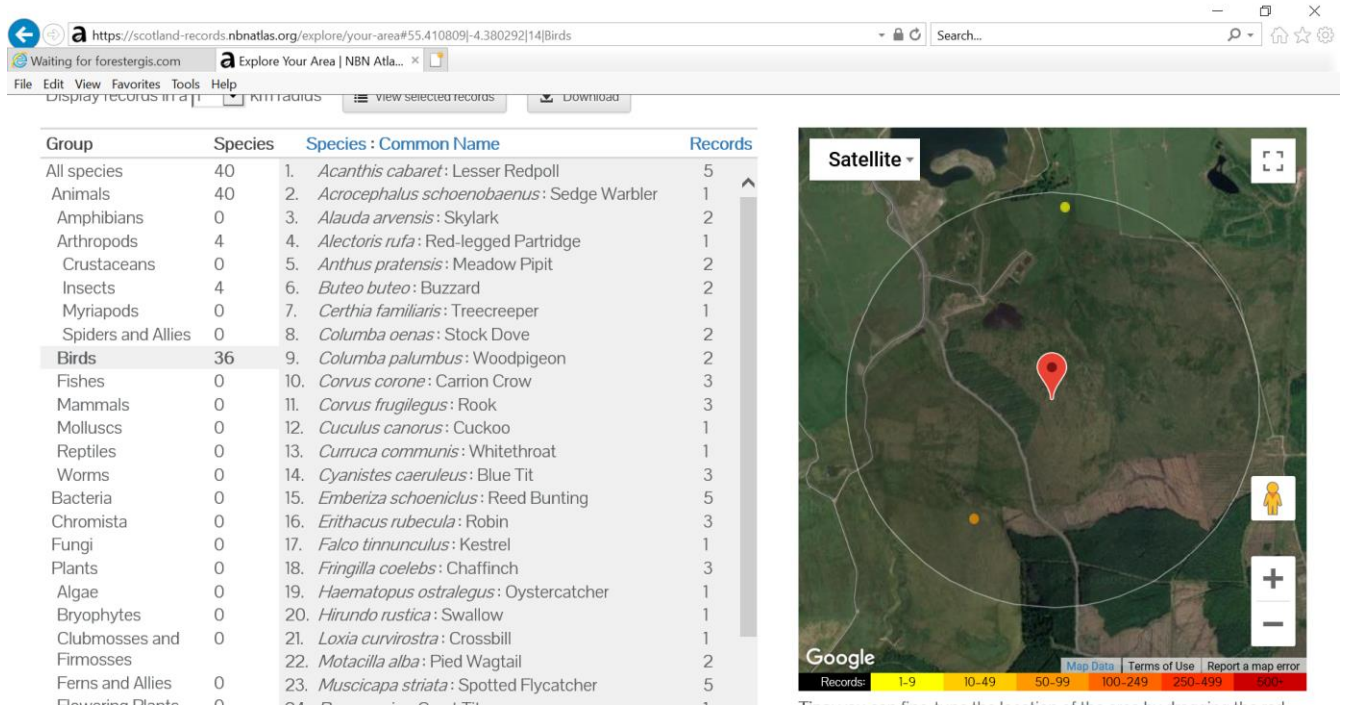 https://scotland-records.nbnatlas.org/explore/your-area#55.410809|-4.380292|14|Birds
Search...
Waiting for forestergis.com
Explore Your Area | NBN Atla...
File Edit View Favorites Tools Help
Display records in a 1 km radius View selected records Download
Group Species Species : Common Name Records
All species 40 1. Acanthis cabaret : Lesser Redpoll 5
Animals 40 2. Acrocephalus schoenobaenus : Sedge Warbler 1
Amphibians 0 3. Alauda arvensis : Skylark 2
Arthropods 4 4. Alectoris rufa : Red-legged Partridge 1
Crustaceans 0 5. Anthus pratensis : Meadow Pipit 2
Insects 4 6. Buteo buteo : Buzzard 2
Myriapods 0 7. Certhia familiaris : Treecreeper 1
Spiders and Allies 0 8. Columba oenas : Stock Dove 2
Birds 36 9. Columba palumbus : Woodpigeon 2
Fishes 0 10. Corvus corone : Carrion Crow 3
Mammals 0 11. Corvus frugilegus : Rook 3
Molluscs 0 12. Cuculus canorus : Cuckoo 1
Reptiles 0 13. Curruca communis : Whitethroat 1
Worms 0 14. Cyanistes caeruleus : Blue Tit 3
Bacteria 0 15. Emberiza schoeniclus : Reed Bunting 5
Chromista 0 16. Erithacus rubecula : Robin 3
Fungi 0 17. Falco tinnunculus : Kestrel 1
Plants 0 18. Fringilla coelebs : Chaffinch 3
Algae 0 19. Haematopus ostralegus : Oystercatcher 1
Bryophytes 0 20. Hirundo rustica : Swallow 1
Clubmosses and 0 21. Loxia curvirostra : Crossbill 1
Firmosses 22. Motacilla alba : Pied Wagtail 2
Ferns and Allies 0 23. Muscicapa striata : Spotted Flycatcher 5
Satellite
Google
Map Data Terms of Use Report a map error
Records: 1-9 10-49 50-99 100-249 250-499 500+